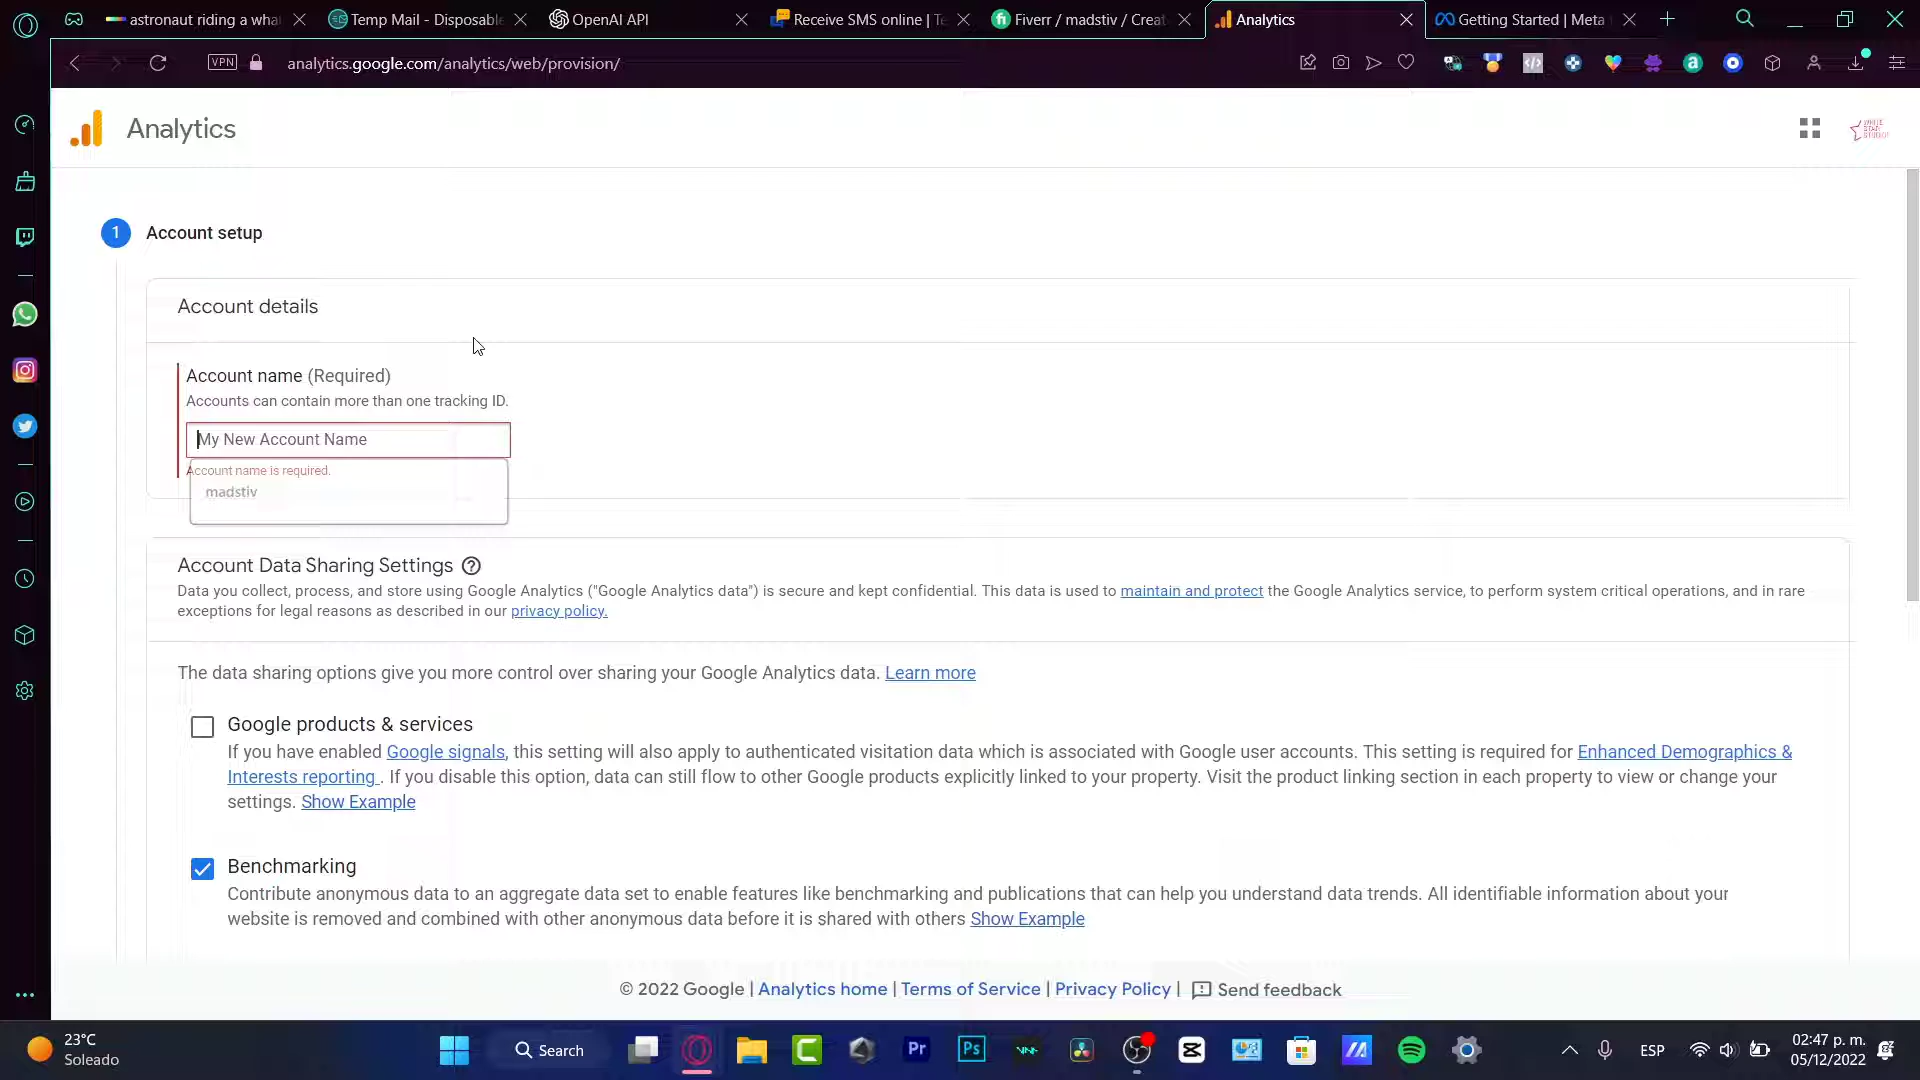 astronaut riding a wha
Temp Mail - Disposable
OpenAI API
Receive SMS online | Te
Fiverr / madstiv / Creat
Analytics
Getting Started | Meta
VPN
analytics.google.com/analytics/web/provision/
Analytics
1
Account setup
Account details
Account name (Required)
Accounts can contain more than one tracking ID.
My New Account Name
Account name is required.
madstiv
Account Data Sharing Settings
Data you collect, process, and store using Google Analytics ("Google Analytics data") is secure and kept confidential. This data is used to maintain and protect the Google Analytics service, to perform system critical operations, and in rare
exceptions for legal reasons as described in our privacy policy.
The data sharing options give you more control over sharing your Google Analytics data. Learn more
Google products & services
If you have enabled Google signals, this setting will also apply to authenticated visitation data which is associated with Google user accounts. This setting is required for Enhanced Demographics &
Interests reporting . If you disable this option, data can still flow to other Google products explicitly linked to your property. Visit the product linking section in each property to view or change your
settings. Show Example
Benchmarking
Contribute anonymous data to an aggregate data set to enable features like benchmarking and publications that can help you understand data trends. All identifiable information about your
website is removed and combined with other anonymous data before it is shared with others Show Example
© 2022 Google | Analytics home | Terms of Service | Privacy Policy | Send feedback
23°C
Soleado
Search
Pr
Ps
ESP
02:47 p. m.
05/12/2022